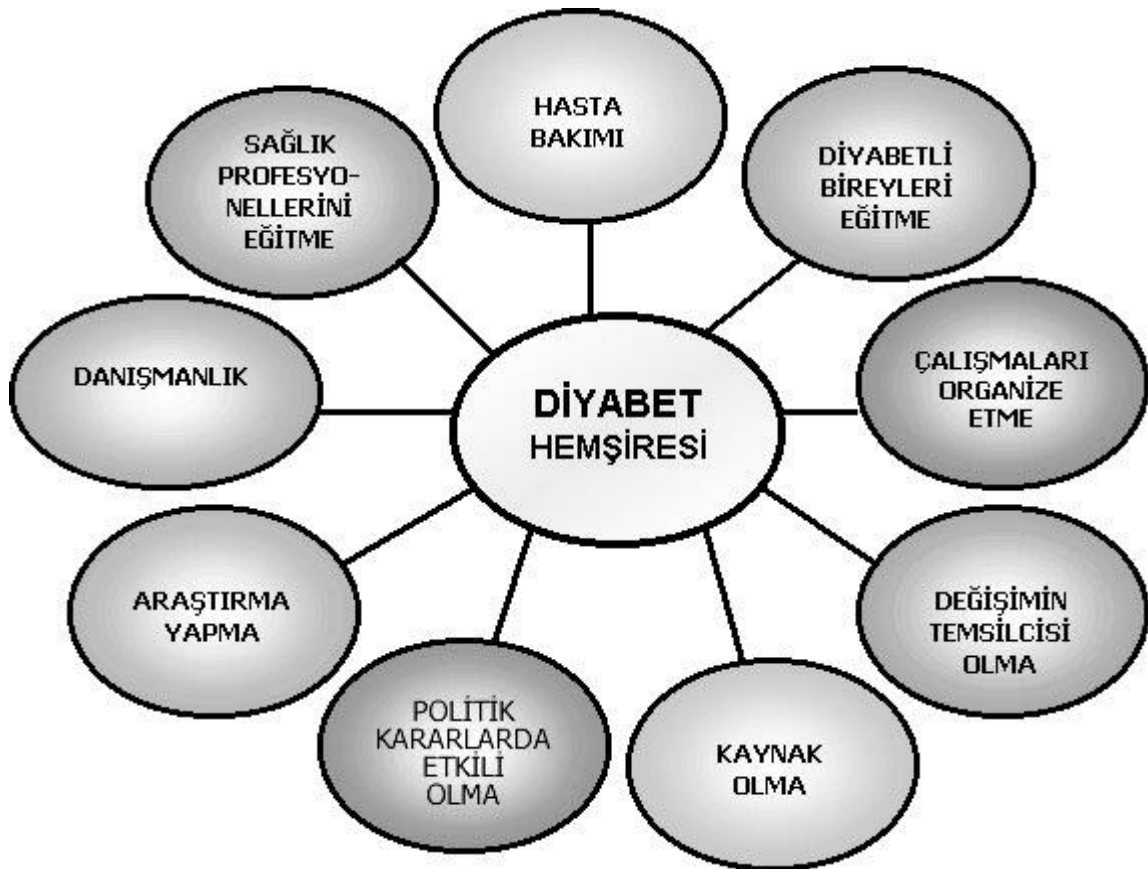 HASTA
BAKIMI
DİYABETLİ
BİREYLERİ
EĞİTME
ÇALIŞMALARI
ORGANİZE
ETME
DEĞİŞİMİN
TEMSİLCİSİ
OLMA
KAYNAK
OLMA
POLİTİK
KARARLARDA
ETKİLİ
OLMA
ARAŞTIRMA
YAPMA
DANIŞMANLIK
SAĞLIK
PROFESYO-
NELLERİNİ
EĞİTME
DİYABET
HEMŞİRESİ